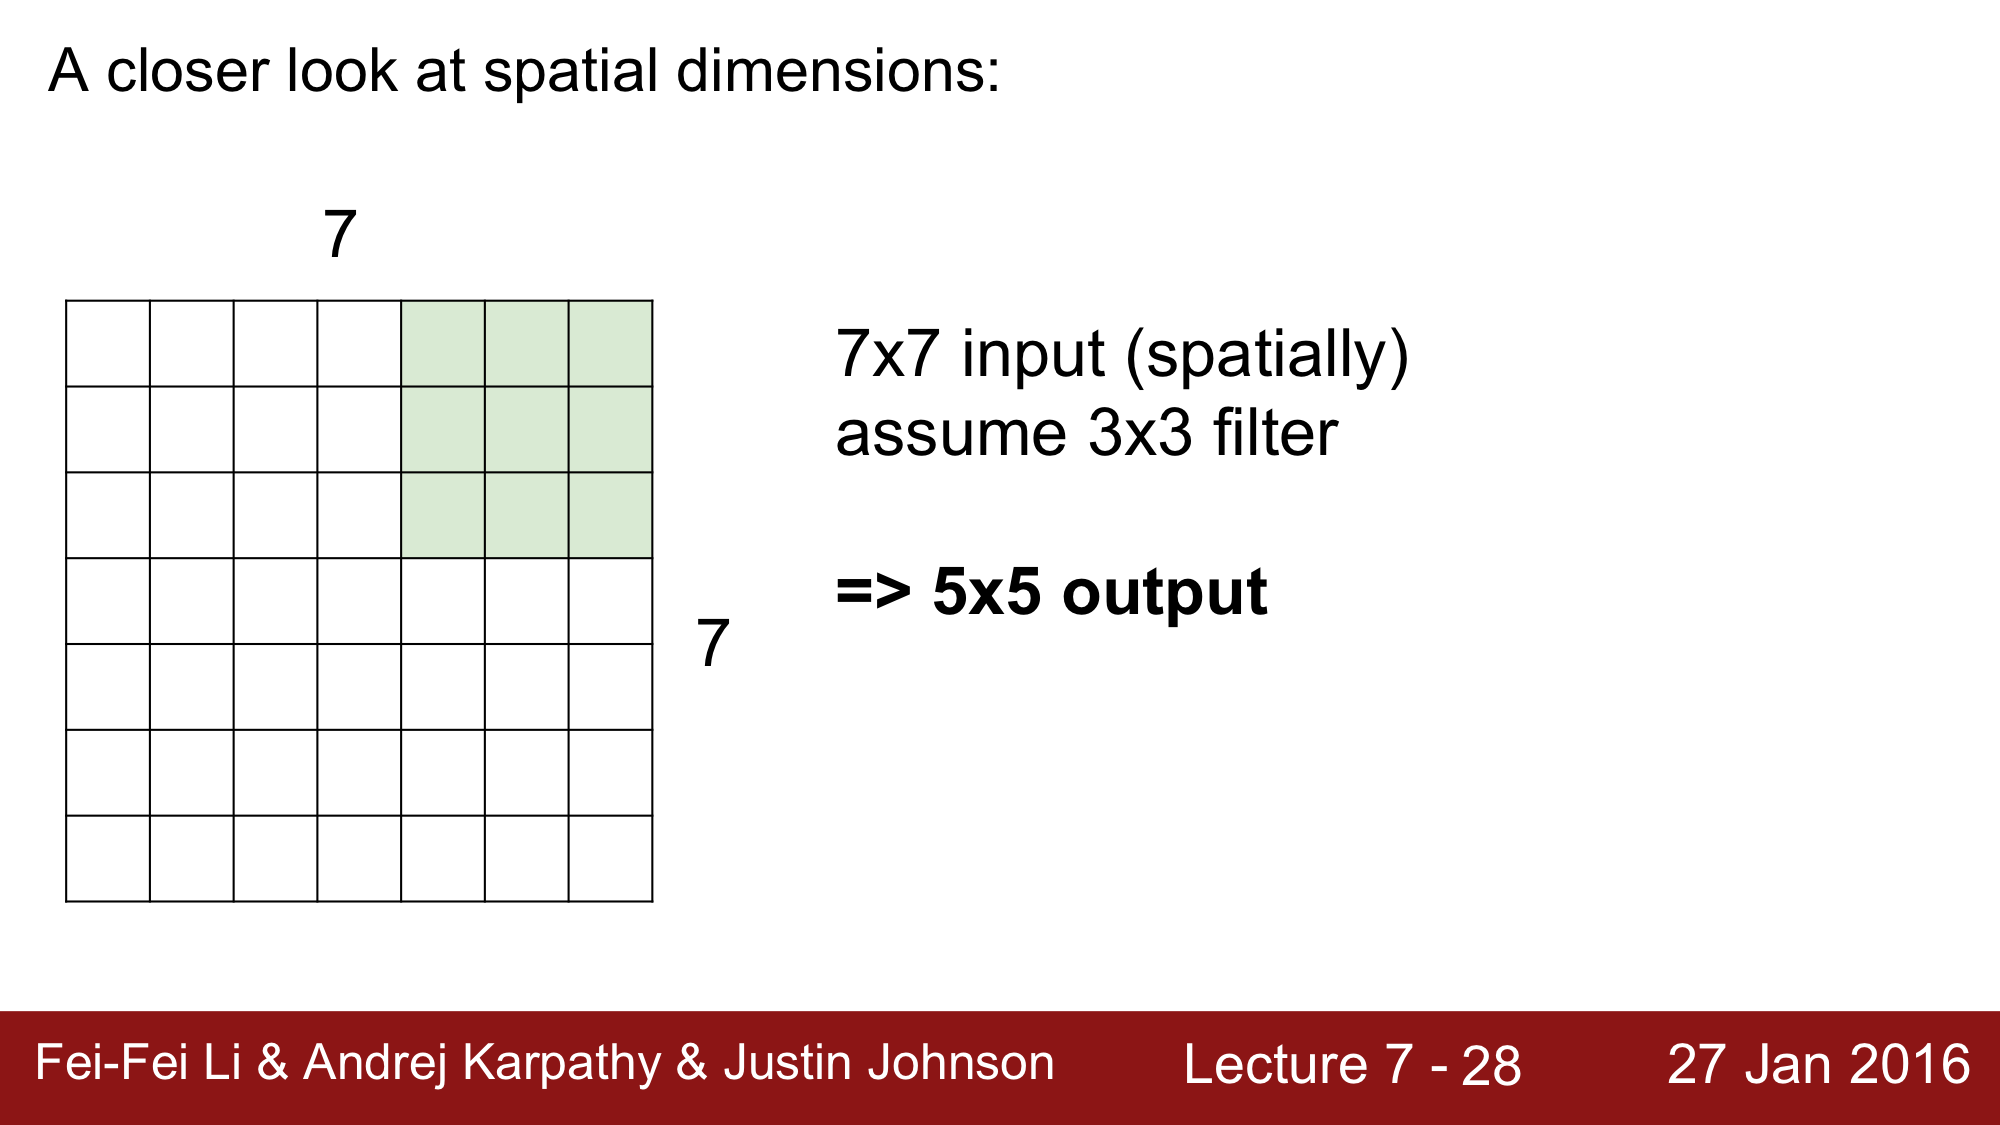 A closer look at spatial dimensions:
7
7x7 input (spatially)
assume 3x3 filter
=> 5x5 output
7
Fei-Fei Li & Andrej Karpathy & Justin Johnson
Lecture 7 - 28
27 Jan 2016